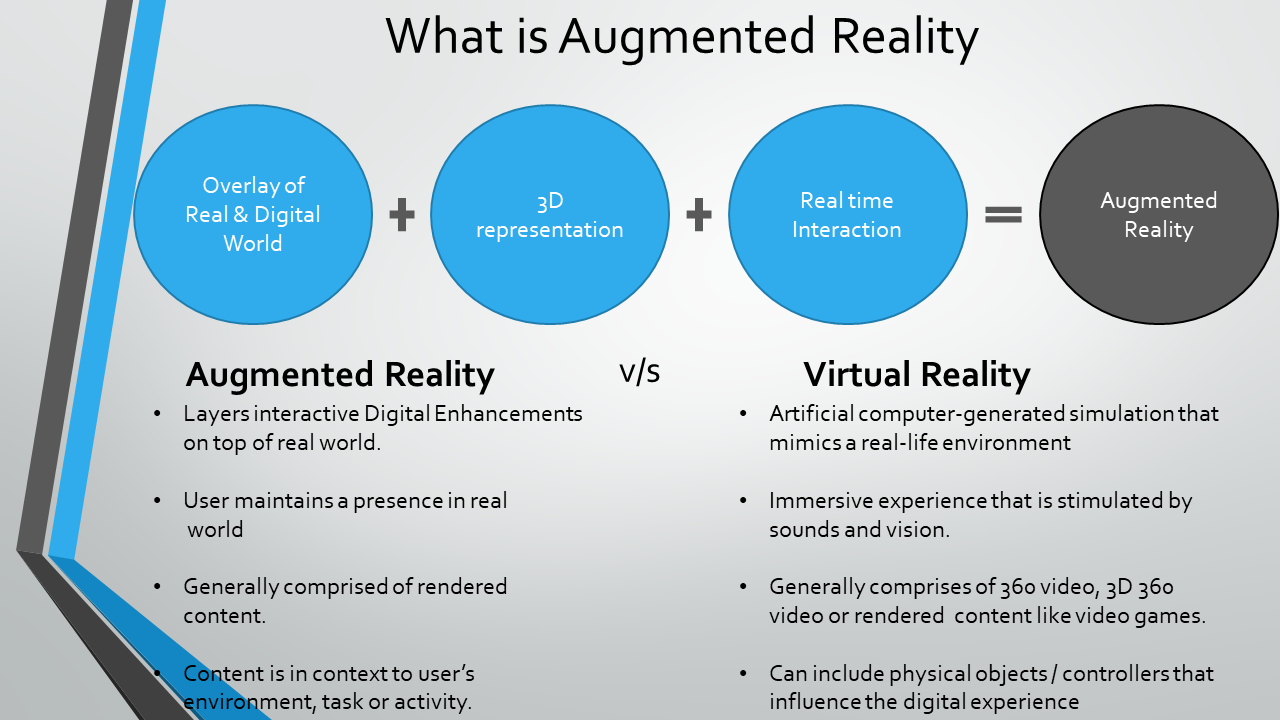 What is Augmented Reality
Overlay of
Real & Digital
World
+
3D
representation
+
Real time
Interaction
=
Augmented
Reality
Augmented Reality
• Layers interactive Digital Enhancements
on top of real world.
• User maintains a presence in real
world
• Generally comprised of rendered
content.
• Content is in context to user’s
environment, task or activity.
v/s
Virtual Reality
• Artificial computer-generated simulation that
mimics a real-life environment
• Immersive experience that is stimulated by
sounds and vision.
• Generally comprises of 360 video, 3D 360
video or rendered  content like video games.
• Can include physical objects / controllers that
influence the digital experience